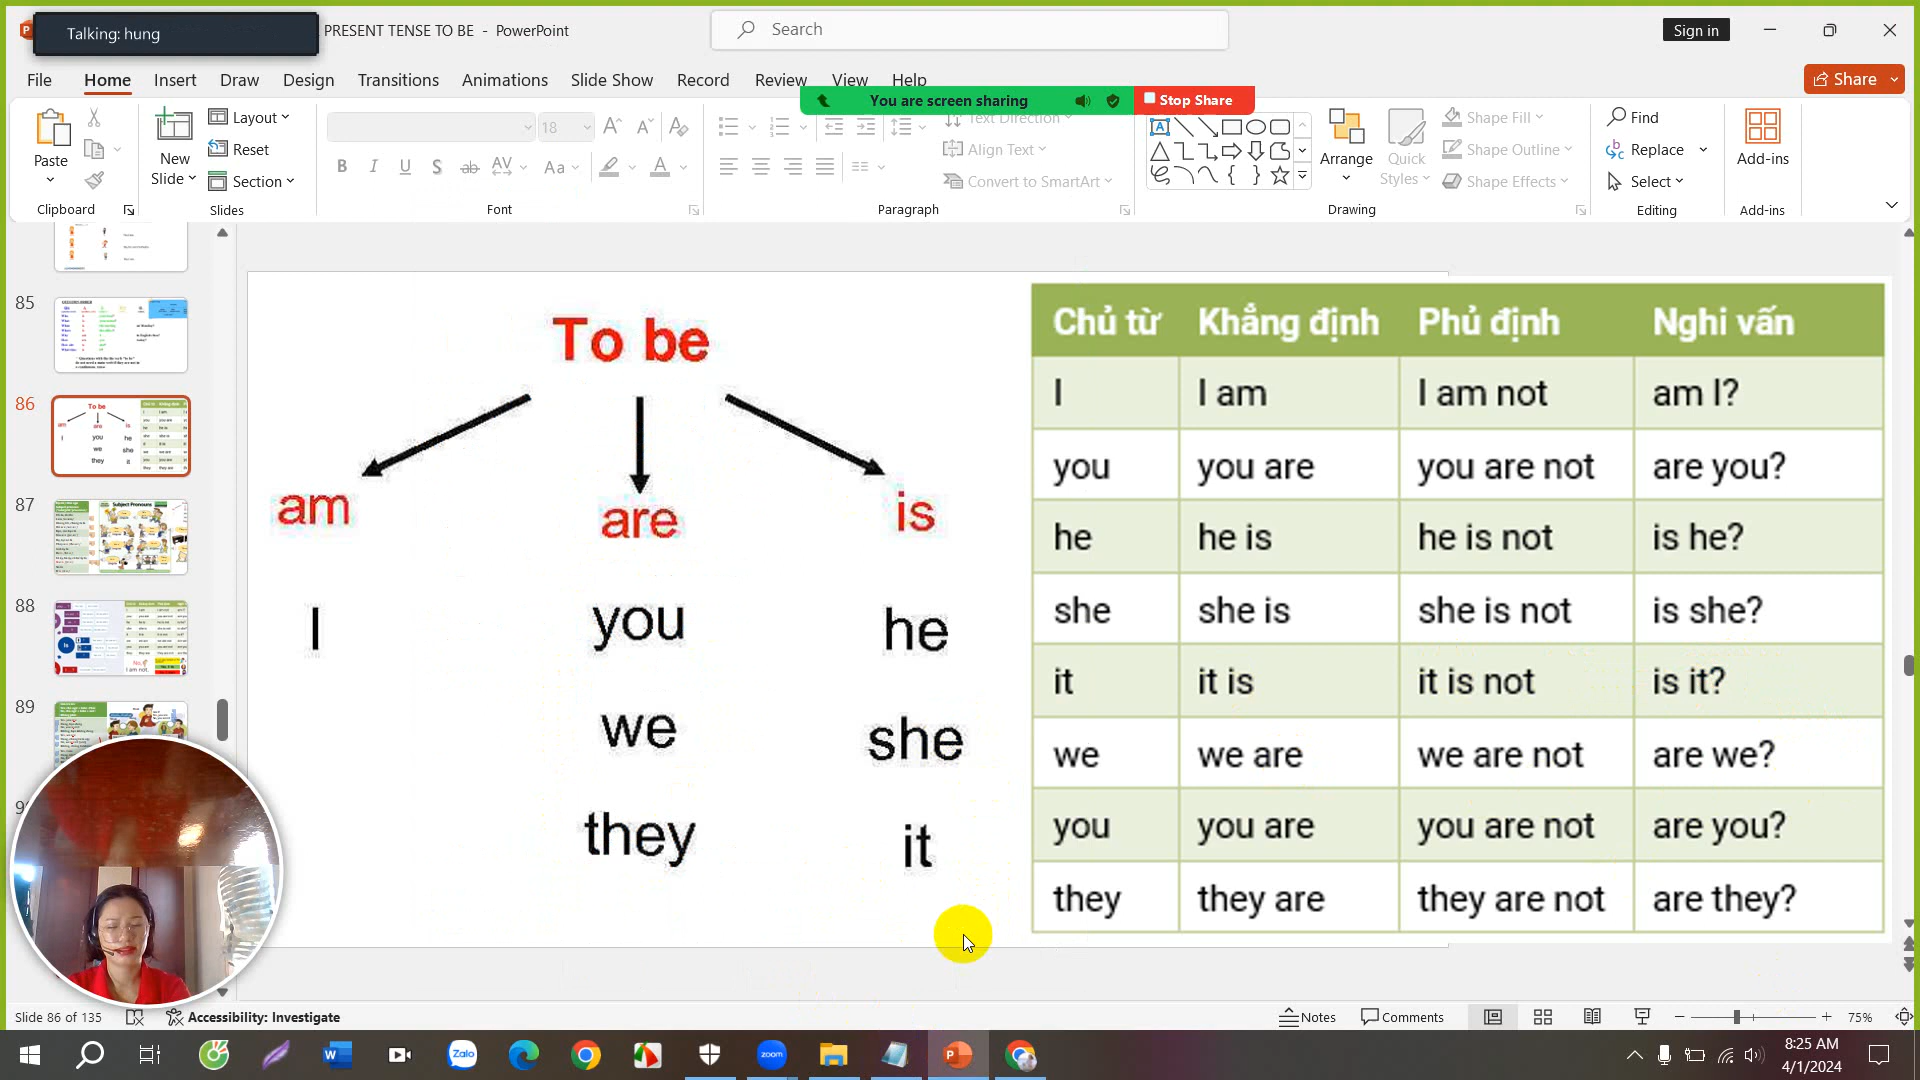 Talking: hung
PRESENT TENSE TO BE - PowerPoint
Search
Sign in
File Home Insert Draw Design Transitions Animations Slide Show Record Review View Help
Share
You are screen sharing
Stop Share
Paste
New Slide
Layout
Reset
Section
18
Text Direction
Align Text
Convert to SmartArt
Arrange
Quick Styles
Shape Fill
Shape Outline
Shape Effects
Find
Replace
Select
Add-ins
Clipboard
Slides
Font
Paragraph
Drawing
Editing
Add-ins
85
86
87
88
89
To be
am are is
I you he
we she
they it
Chủ từ Khẳng định Phủ định Nghi vấn
I I am I am not am I?
you you are you are not are you?
he he is he is not is he?
she she is she is not is she?
it it is it is not is it?
we we are we are not are we?
you you are you are not are you?
they they are they are not are they?
Slide 86 of 135
Accessibility: Investigate
Notes
Comments
75%
Zalo
zoom
8:25 AM
4/1/2024